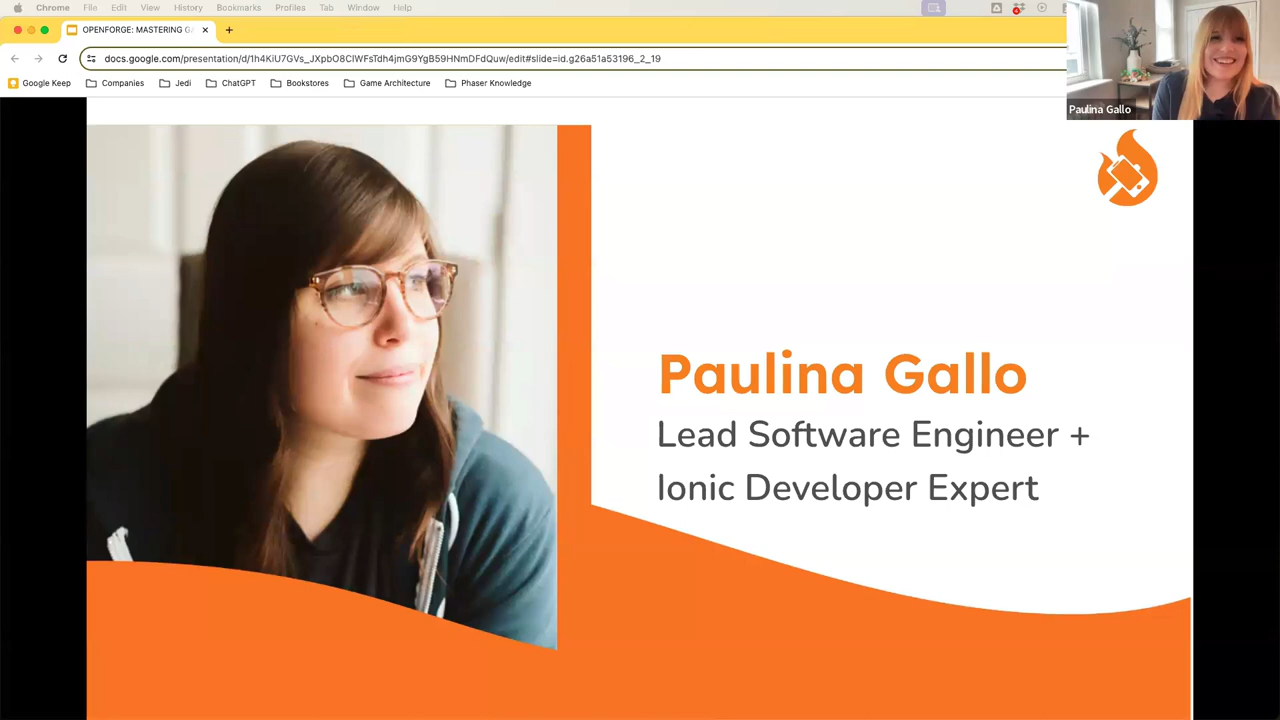 Chrome File Edit View History Bookmarks Profiles Tab Window Help
OPENFORGE: MASTERING GA
docs.google.com/presentation/d/1h4KiU7GVs_JXpbO8CIWFsTdh4jmG9YgB59HNmDFdQuw/edit#slide=id.g26a51a53196_2_19
Google Keep Companies Jedi ChatGPT Bookstores Game Architecture Phaser Knowledge
Paulina Gallo
Paulina Gallo
Lead Software Engineer +
Ionic Developer Expert